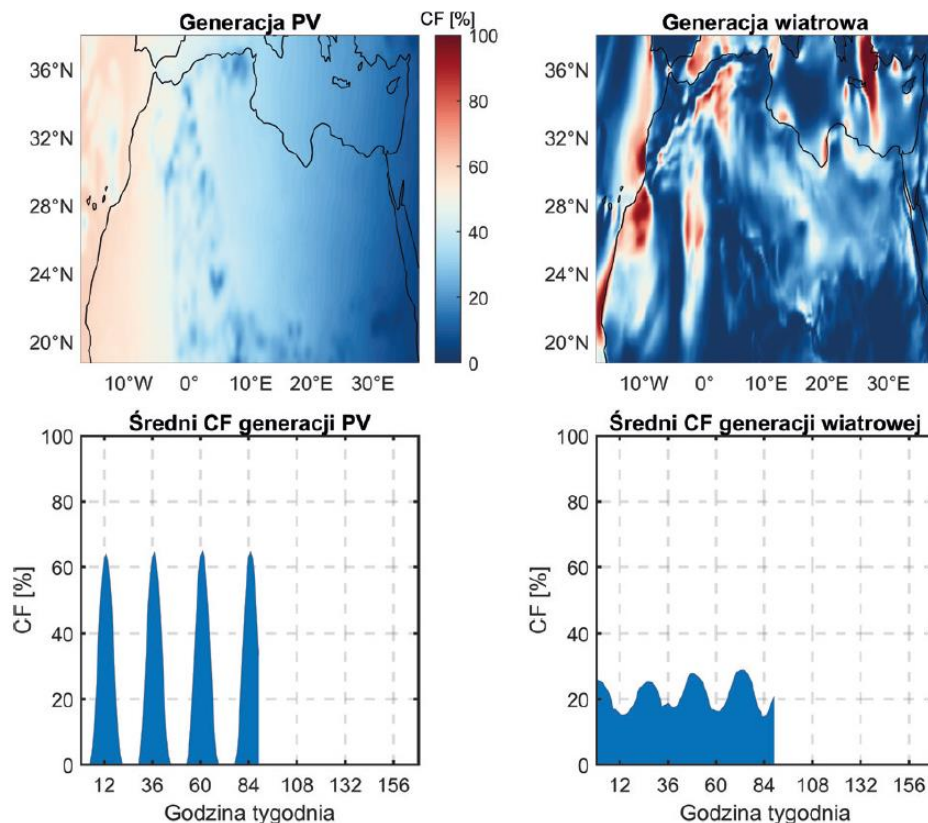 Generacja PV
CF [%]
100
80
60
40
20
0
36°N
32°N
28°N
24°N
20°N
10°W 0° 10°E 20°E 30°E
Generacja wiatrowa
36°N
32°N
28°N
24°N
20°N
10°W 0° 10°E 20°E 30°E
Średni CF generacji PV
100
80
60
40
20
0
CF [%]
12 36 60 84 108 132 156
Godzina tygodnia
Średni CF generacji wiatrowej
100
80
60
40
20
0
CF [%]
12 36 60 84 108 132 156
Godzina tygodnia